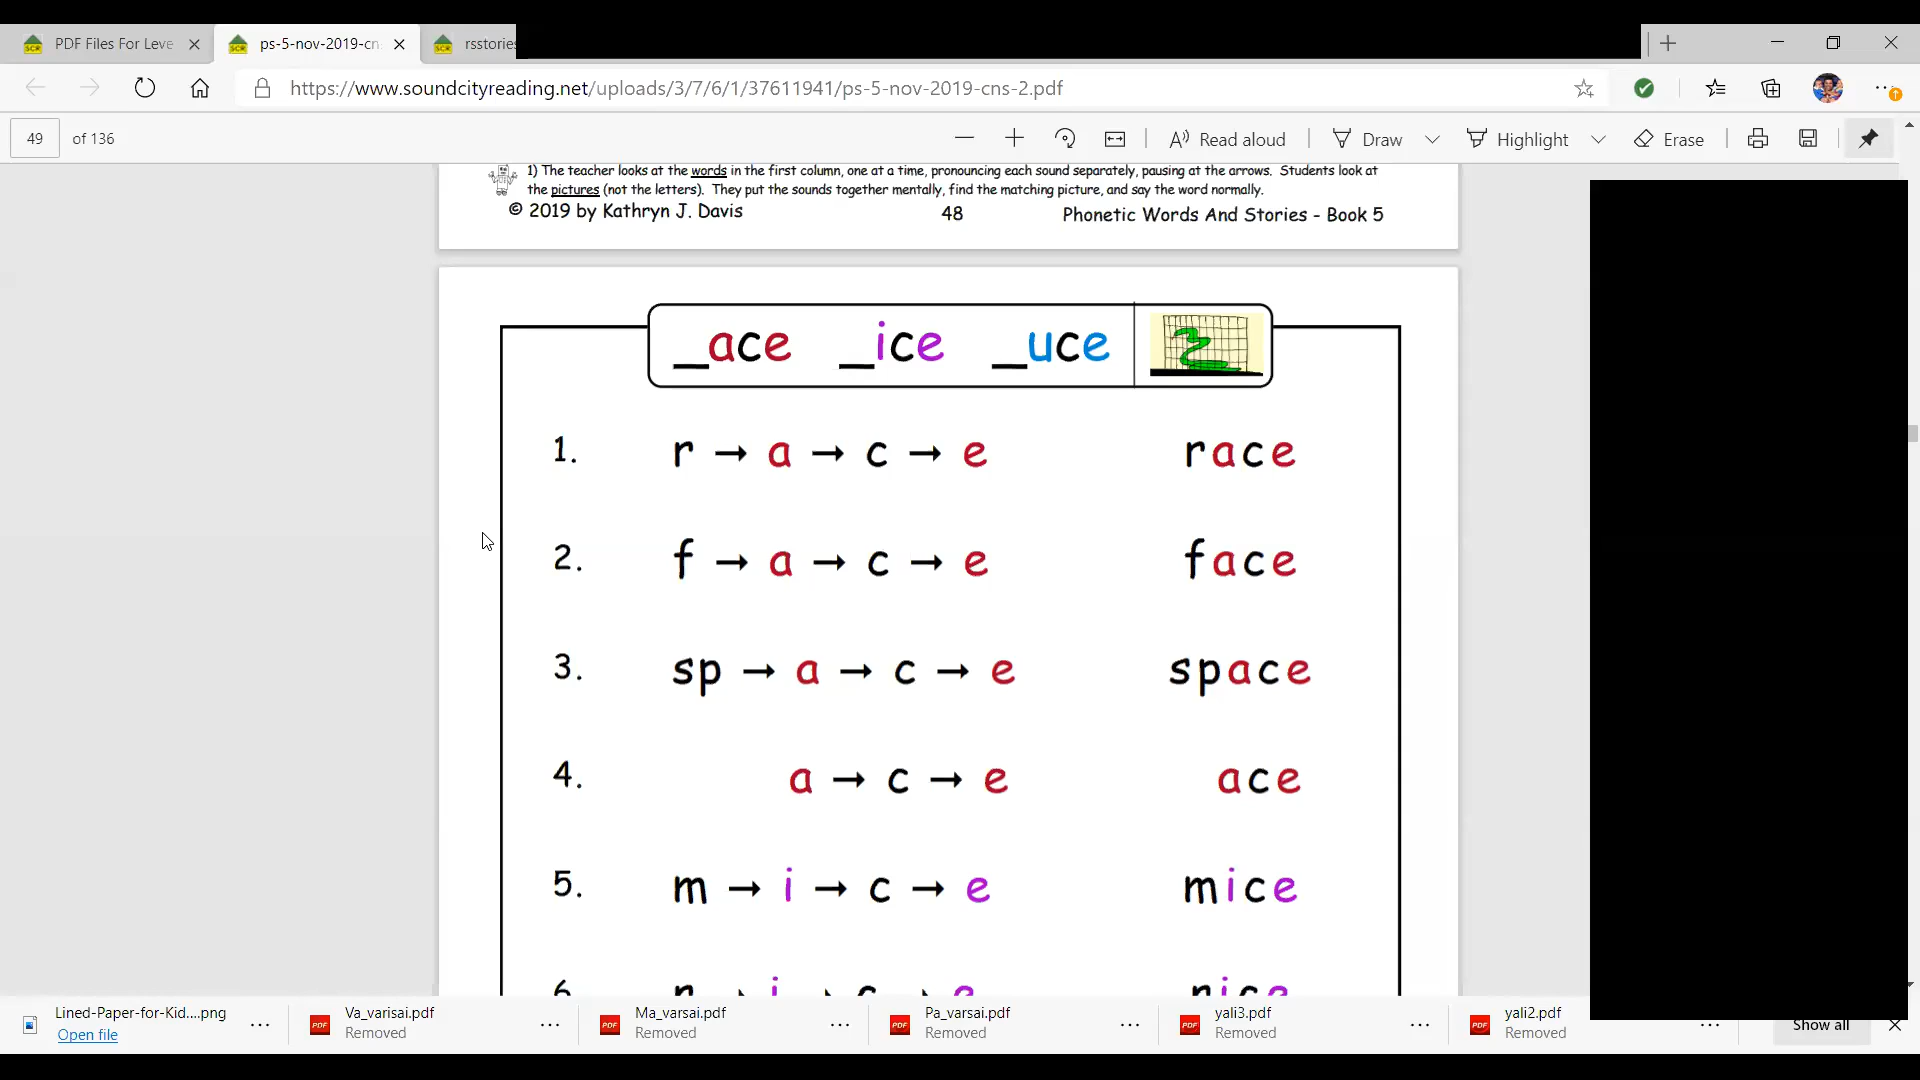 PDF Files For Leve
ps-5-nov-2019-cn
rsstories
https://www.soundcityreading.net/uploads/3/7/6/1/37611941/ps-5-nov-2019-cns-2.pdf
49 of 136
Read aloud
Draw
Highlight
Erase
1) The teacher looks at the words in the first column, one at a time, pronouncing each sound separately, pausing at the arrows. Students look at
the pictures (not the letters). They put the sounds together mentally, find the matching picture, and say the word normally.
© 2019 by Kathryn J. Davis 48 Phonetic Words And Stories - Book 5
_ace _ice _uce
1. r → a → c → e race
2. f → a → c → e face
3. sp → a → c → e space
4. a → c → e ace
5. m → i → c → e mice
Lined-Paper-for-Kid....png
Open file
Va_varisai.pdf
Removed
Ma_varsai.pdf
Removed
Pa_varsai.pdf
Removed
yali3.pdf
Removed
yali2.pdf
Removed
Show all